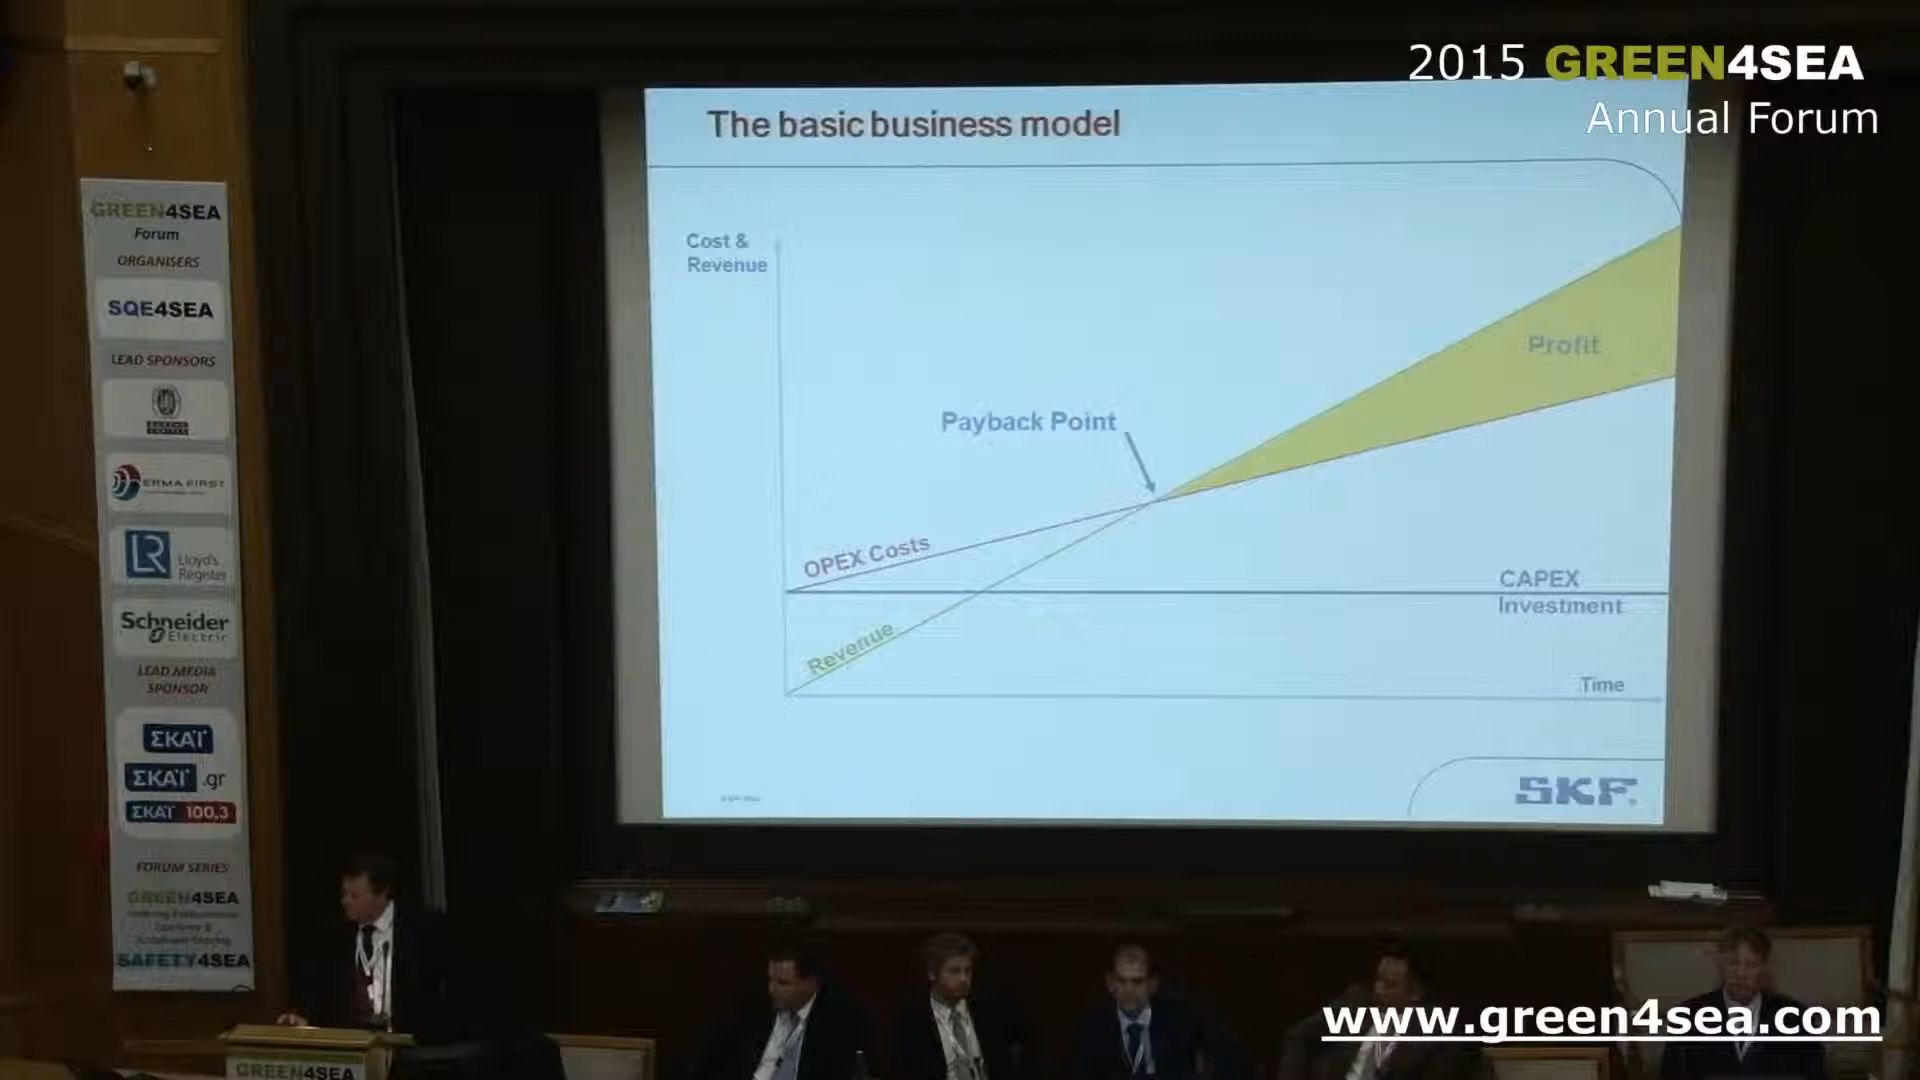 2015 GREEN4SEA
Annual Forum
The basic business model
Cost &
Revenue
Profit
Payback Point
OPEX Costs
CAPEX
Investment
Revenue
Time
SKF
GREEN4SEA
Forum
ORGANISERS
SQE4SEA
LEAD SPONSORS
ERMA FIRST
LR Lloyd's
Register
Schneider
Electric
LEAD MEDIA
SPONSOR
ΣΚΑΪ
ΣΚΑΪ.gr
ΣΚΑΪ 100,3
FORUM SERIES
GREEN4SEA
SAFETY4SEA
GREEN4SEA
www.green4sea.com